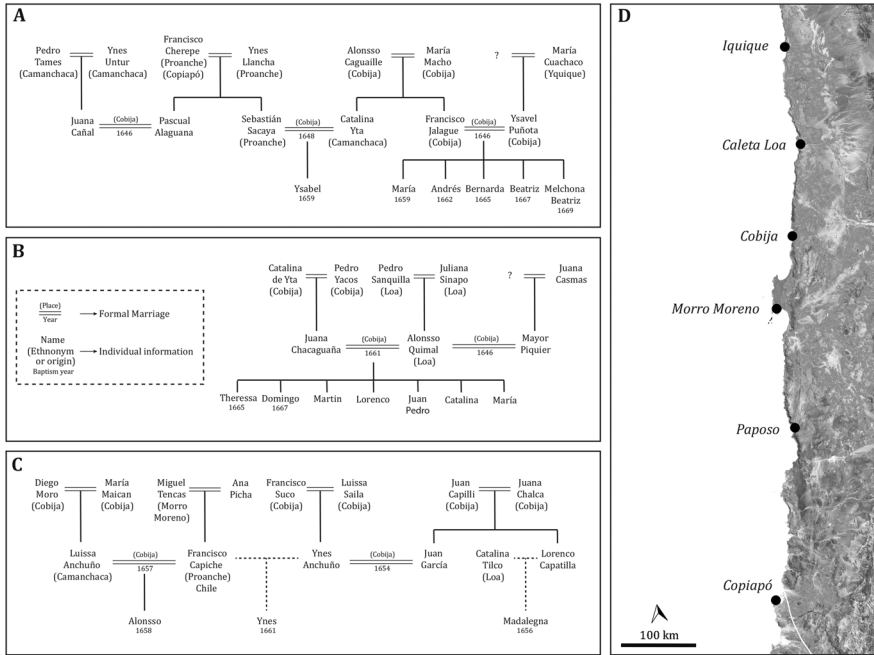 A
Pedro
Tames
(Camanchaca)
Ynes
Untur
(Camanchaca)
Francisco
Cherepe
(Proanche)
(Copiapó)
Ynes
Llancha
(Proanche)
Alonsso
Caguaille
(Cobija)
María
Macho
(Cobija)
?
María
Cuachaco
(Yquique)
Juana
Cañal
(Cobija)
1646
Pascual
Alaguana
Sebastián
Sacaya
(Proanche)
(Cobija)
1648
Catalina
Yta
(Camanchaca)
Francisco
Jalague
(Cobija)
(Cobija)
1646
Ysavel
Puñota
(Cobija)
Ysabel
1659
María
1659
Andrés
1662
Bernarda
1665
Beatriz
1667
Melchona
Beatriz
1669
B
(Place)
Year
Formal Marriage
Name
(Ethnonym
or origin)
Baptism year
Individual information
Catalina
de Yta
(Cobija)
Pedro
Yacos
(Cobija)
Pedro
Sanquilla
(Loa)
Juliana
Sinapo
(Loa)
?
Juana
Casmas
Juana
Chacaguaña
(Cobija)
1661
Alonsso
Quimal
(Loa)
(Cobija)
1646
Mayor
Piquier
Theressa
1665
Domingo
1667
Martin
Lorenco
Juan
Pedro
Catalina
María
C
Diego
Moro
(Cobija)
María
Maican
(Cobija)
Miguel
Tencas
(Morro
Moreno)
Ana
Picha
Francisco
Suco
(Cobija)
Luissa
Saila
(Cobija)
Juan
Capilli
(Cobija)
Juana
Chalca
(Cobija)
Luissa
Anchuño
(Camanchaca)
(Cobija)
1657
Francisco
Capiche
(Proanche)
Chile
Ynes
Anchuño
(Cobija)
1654
Juan
García
Catalina
Tilco
(Loa)
Lorenco
Capatilla
Alonsso
1658
Ynes
1661
Madalegna
1656
D
Iquique
Caleta Loa
Cobija
Morro Moreno
Paposo
Copiapó
100 km